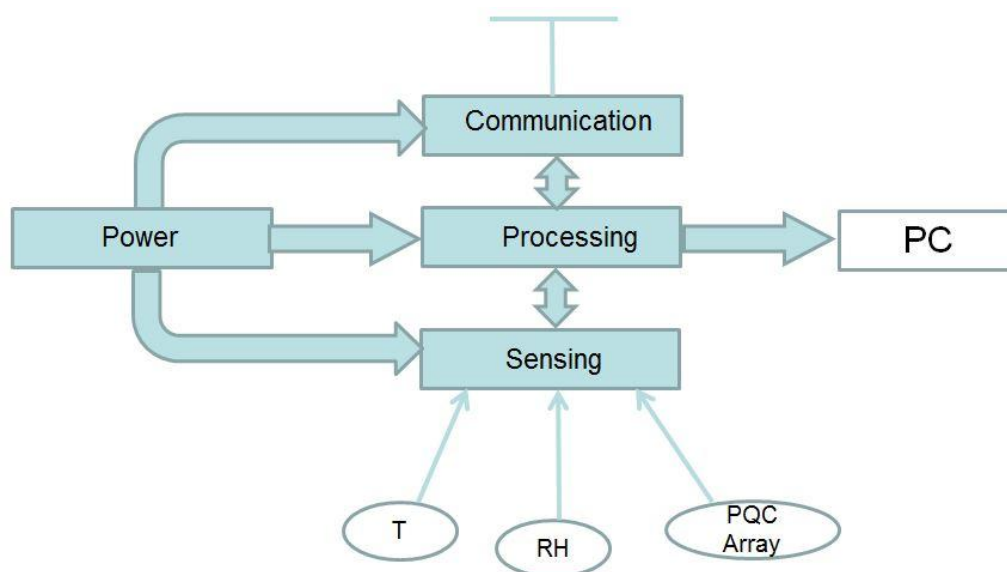 Communication
Power
Processing
PC
Sensing
T
RH
PQC
Array